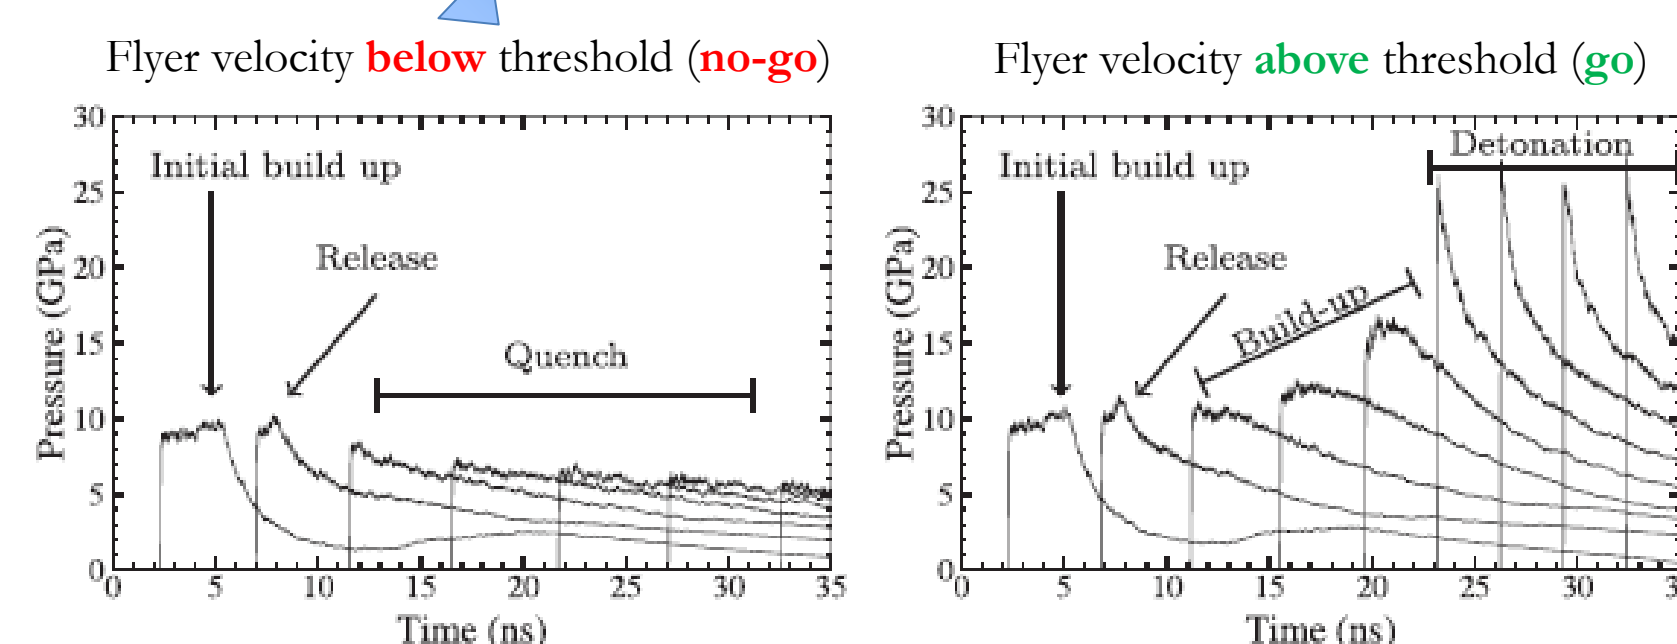 Flyer velocity below threshold (no-go)
30
25
20
15
10
5
0
Pressure (GPa)
Initial build up
Release
Quench
0 5 10 15 20 25 30 35
Time (ns)
Flyer velocity above threshold (go)
30
25
20
15
10
5
0
Pressure (GPa)
Initial build up
Release
Build-up
Detonation
0 5 10 15 20 25 30 3
Time (ns)